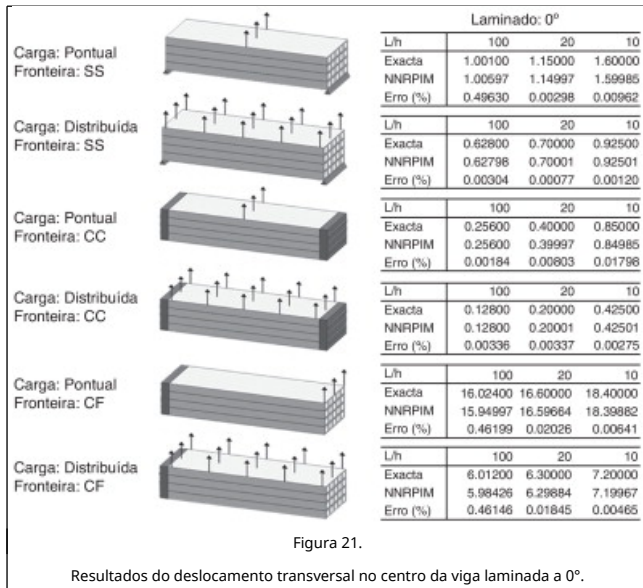 Laminado: 0º
Carga: Pontual
Fronteira: SS
L/h 100 20 10
Exacta 1.00100 1.15000 1.60000
NNRPIM 1.00597 1.14997 1.59985
Erro (%) 0.49630 0.00298 0.00962
Carga: Distribuída
Fronteira: SS
L/h 100 20 10
Exacta 0.62800 0.70000 0.92500
NNRPIM 0.62798 0.70001 0.92501
Erro (%) 0.00304 0.00077 0.00120
Carga: Pontual
Fronteira: CC
L/h 100 20 10
Exacta 0.25600 0.40000 0.85000
NNRPIM 0.25600 0.39997 0.84985
Erro (%) 0.00184 0.00803 0.01798
Carga: Distribuída
Fronteira: CC
L/h 100 20 10
Exacta 0.12800 0.20000 0.42500
NNRPIM 0.12800 0.20001 0.42501
Erro (%) 0.00336 0.00337 0.00275
Carga: Pontual
Fronteira: CF
L/h 100 20 10
Exacta 16.02400 16.60000 18.40000
NNRPIM 15.94997 16.59664 18.39882
Erro (%) 0.46199 0.02026 0.00641
Carga: Distribuída
Fronteira: CF
L/h 100 20 10
Exacta 6.01200 6.30000 7.20000
NNRPIM 5.98426 6.29884 7.19967
Erro (%) 0.46146 0.01845 0.00465
Figura 21.
Resultados do deslocamento transversal no centro da viga laminada a 0°.